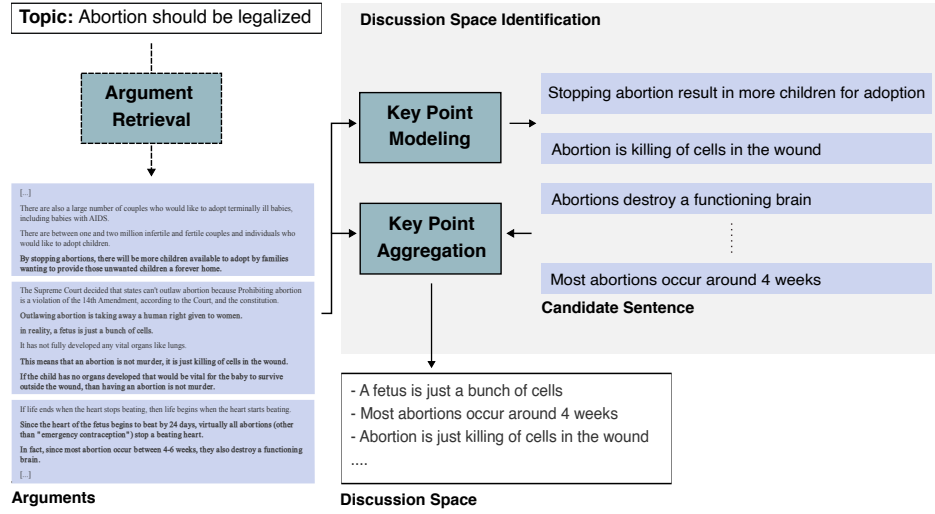 Topic: Abortion should be legalized
Argument
Retrieval
[...]
There are also a large number of couples who would like to adopt terminally ill babies,
including babies with AIDS.
There are between one and two million infertile and fertile couples and individuals who
would like to adopt children.
By stopping abortions, there will be more children available to adopt by families
wanting to provide those unwanted children a forever home.
The Supreme Court decided that states can't outlaw abortion because Prohibiting abortion
is a violation of the 14th Amendment, according to the Court, and the constitution.
Outlawing abortion is taking away a human right given to women.
in reality, a fetus is just a bunch of cells.
It has not fully developed any vital organs like lungs.
This means that an abortion is not murder, it is just killing of cells in the wound.
If the child has no organs developed that would be vital for the baby to survive
outside the wound, than having an abortion is not murder.
If life ends when the heart stops beating, then life begins when the heart starts beating.
Since the heart of the fetus begins to beat by 24 days, virtually all abortions (other
than "emergency contraception") stop a beating heart.
In fact, since most abortion occur between 4-6 weeks, they also destroy a functioning
brain.
[...]
Arguments
Discussion Space Identification
Key Point
Modeling
Key Point
Aggregation
Stopping abortion result in more children for adoption
Abortion is killing of cells in the wound
Abortions destroy a functioning brain
Most abortions occur around 4 weeks
Candidate Sentence
- A fetus is just a bunch of cells
- Most abortions occur around 4 weeks
- Abortion is just killing of cells in the wound
....
Discussion Space